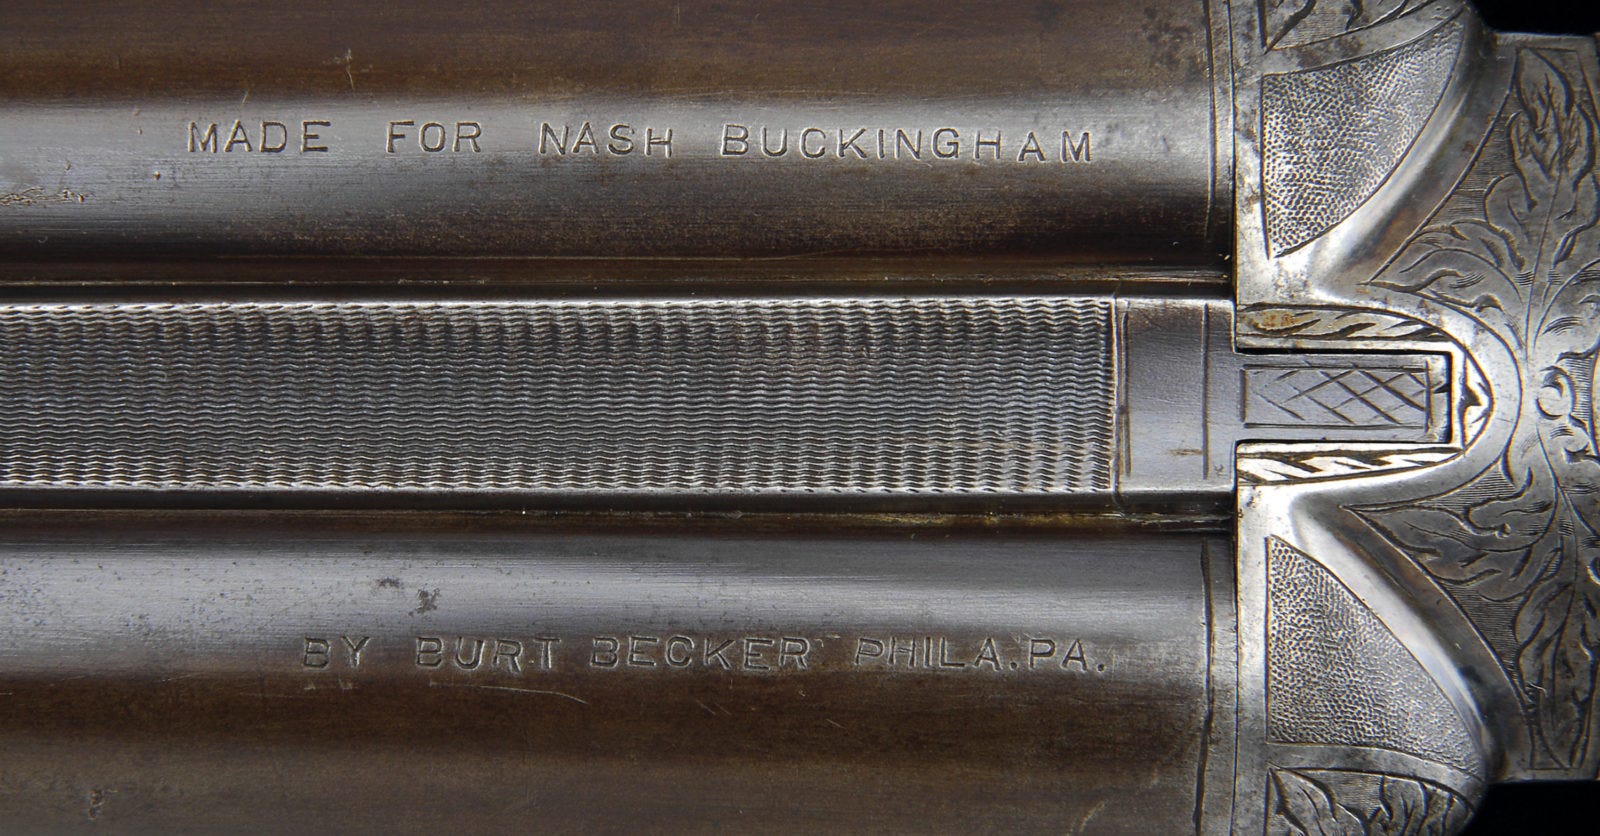 MADE FOR NASH BUCKINGHAM
BY BURT BECKER PHILA. PA.